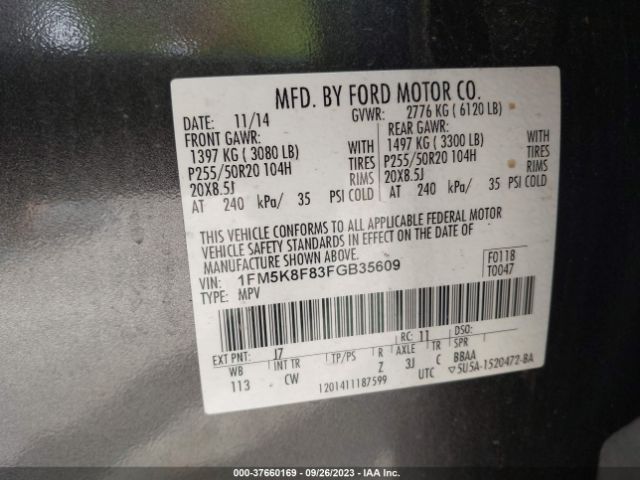 MFD. BY FORD MOTOR CO.
DATE: 11/14 GVWR: 2776 KG ( 6120 LB)
FRONT GAWR: REAR GAWR:
1397 KG ( 3080 LB) WITH 1497 KG ( 3300 LB) WITH
P255/50R20 104H TIRES P255/50R20 104H TIRES
20X8.5J RIMS 20X8.5J RIMS
AT 240 kPa/ 35 PSI COLD AT 240 kPa/ 35 PSI COLD
THIS VEHICLE CONFORMS TO ALL APPLICABLE FEDERAL MOTOR
VEHICLE SAFETY STANDARDS IN EFFECT ON THE DATE OF
MANUFACTURE SHOWN ABOVE.
VIN: 1FM5K8F83FGB35609 F0118
TYPE: MPV T0047
EXT PNT: J7 RC: 11 DSO:
WB INT TR TP/PS R AXLE TR SPR
113 CW Z 3J C BBAA
1201411187599 UTC ▽5U5A-1520472-BA
000-37660169 - 09/26/2023 - IAA Inc.